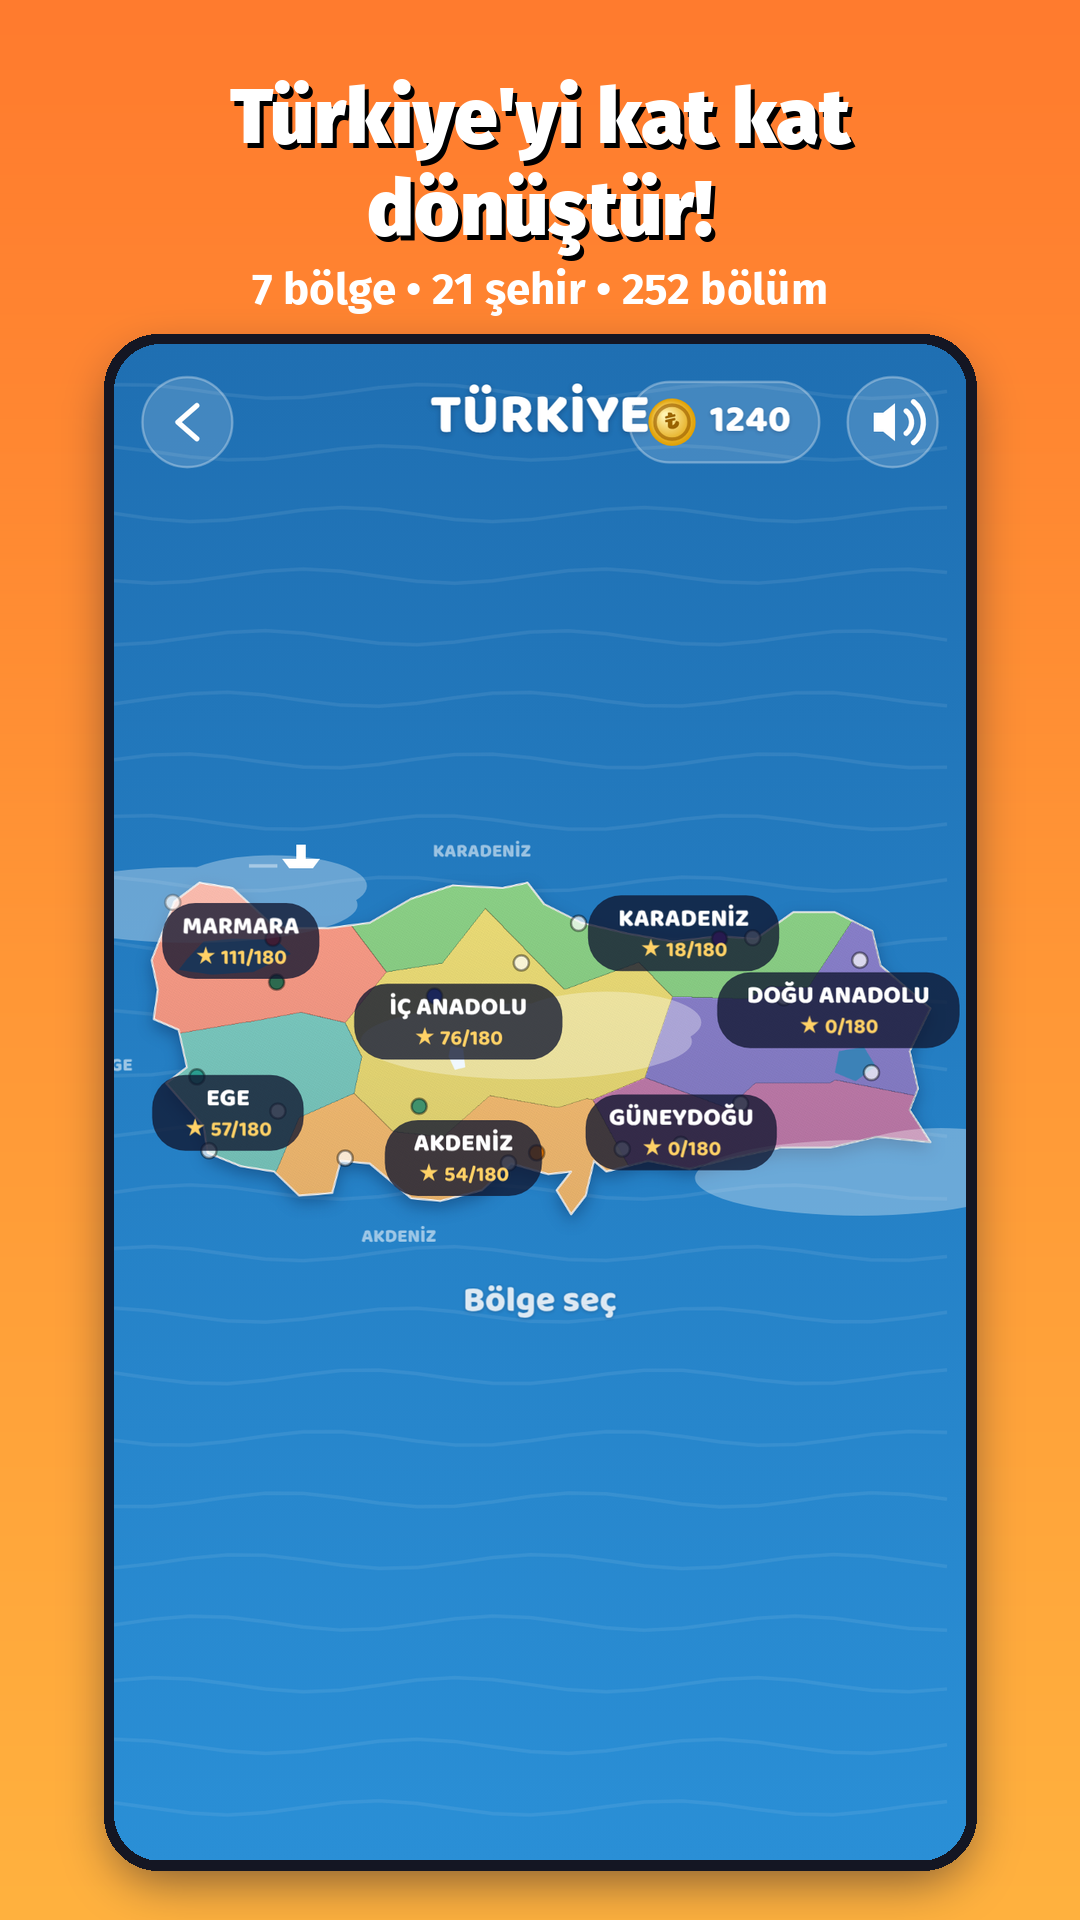 Türkiye'yi kat kat
dönüştür!
7 bölge • 21 şehir • 252 bölüm
TÜRKİYE
1240
KARADENİZ
MARMARA
★ 111/180
KARADENİZ
★ 18/180
DOĞU ANADOLU
★ 0/180
İÇ ANADOLU
★ 76/180
GE
EGE
★ 57/180
GÜNEYDOĞU
★ 0/180
AKDENİZ
★ 54/180
AKDENİZ
Bölge seç